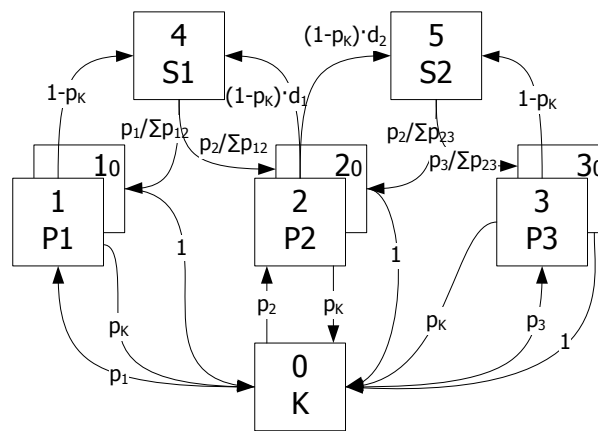 4
S1
(1-pK)·d2
5
S2
1-pK
(1-pK)·d1
1-pK
p1/Σp12
p2/Σp12
p2/Σp23
p3/Σp23
10
20
30
1
P1
2
P2
3
P3
1
1
pK
p2
pK
pK
p3
1
p1
0
K